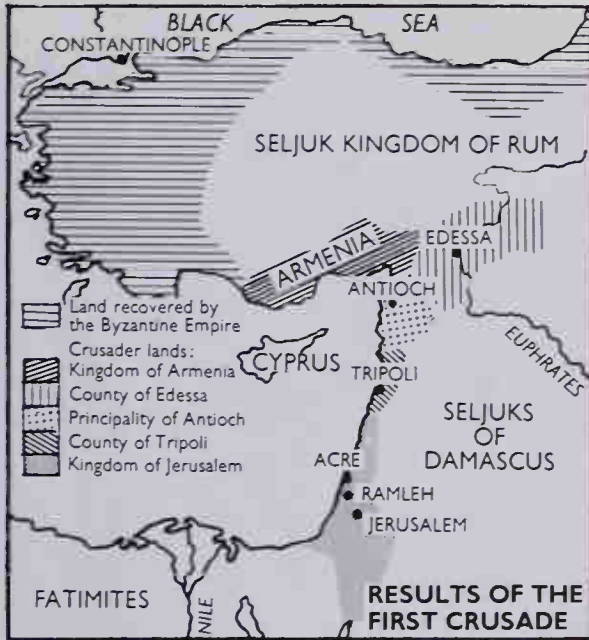 BLACK SEA
CONSTANTINOPLE
SELJUK KINGDOM OF RUM
ARMENIA
EDESSA
ANTIOCH
EUPHRATES
Land recovered by
the Byzantine Empire
Crusader lands:
Kingdom of Armenia
County of Edessa
Principality of Antioch
County of Tripoli
Kingdom of Jerusalem
CYPRUS
TRIPOLI
SELJUKS
OF
DAMASCUS
ACRE
RAMLEH
JERUSALEM
FATIMITES
NILE
RESULTS OF THE
FIRST CRUSADE